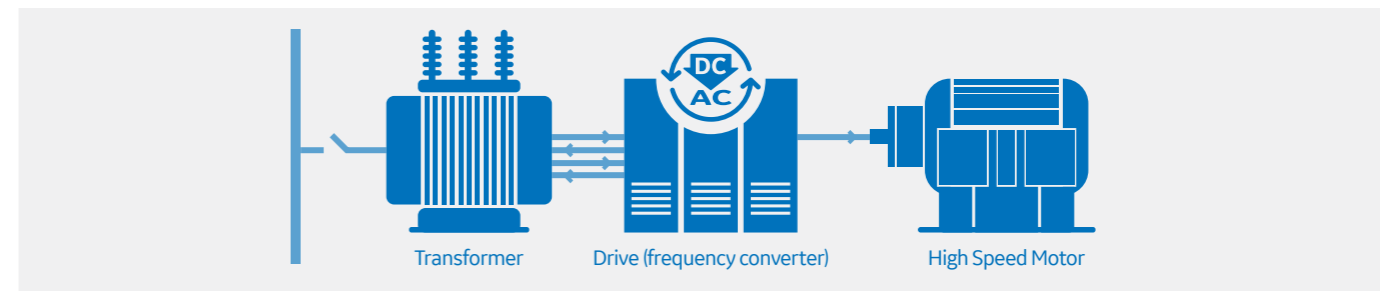 DC
AC
Transformer
Drive (frequency converter)
High Speed Motor